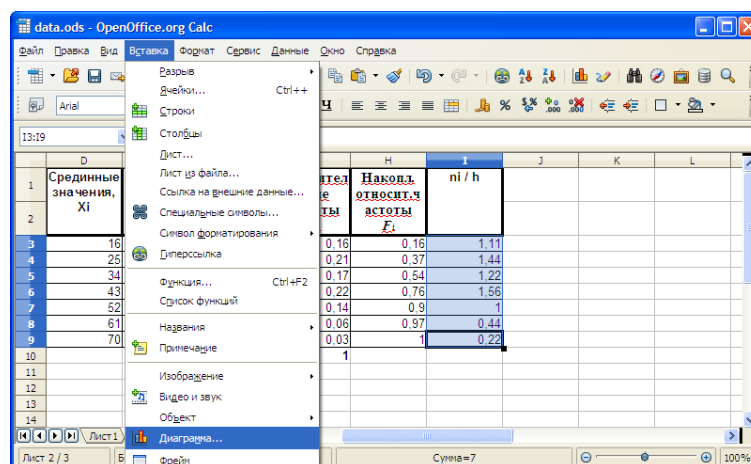 data.ods - OpenOffice.org Calc
Файл Правка Вид Вставка Формат Сервис Данные Окно Справка
Arial
Ч
%
I3:I9
Разрыв
Ячейки... Ctrl++
Строки
Столбцы
Лист...
Лист из файла...
Ссылка на внешние данные...
Специальные символы...
Символ форматирования
Гиперссылка
Функция... Ctrl+F2
Список функций
Названия
Примечание
Изображение
Видео и звук
Объект
Диаграмма...
Фрейм
D H I J K L
1 Срединные Накопл. ni / h
значения, относит.ч
2 Xi астоты
Fi
3 16 0,16 0,16 1,11
4 25 0,21 0,37 1,44
5 34 0,17 0,54 1,22
6 43 0,22 0,76 1,56
7 52 0,14 0,9 1
8 61 0,06 0,97 0,44
9 70 0,03 1 0,22
10 1
11
12
13
14
Лист1
Лист 2 / 3 Сумма=7 100%